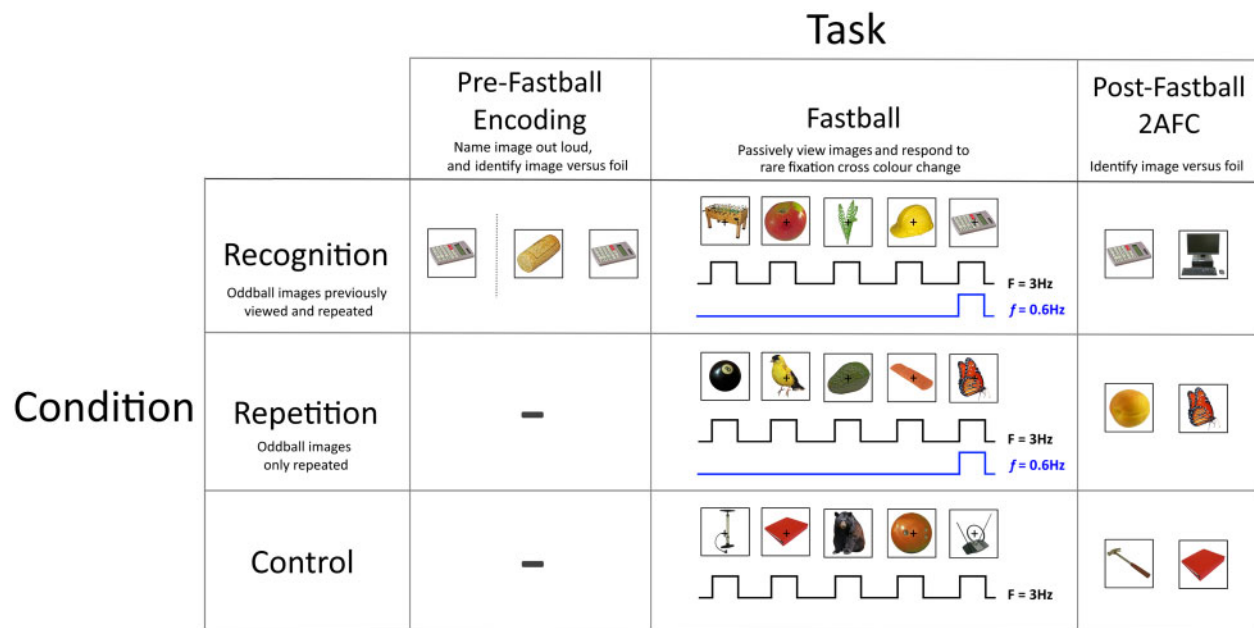 Task
Pre-Fastball
Encoding
Name image out loud,
and identify image versus foil
Fastball
Passively view images and respond to
rare fixation cross colour change
Post-Fastball
2AFC
Identify image versus foil
Condition
Recognition
Oddball images previously
viewed and repeated
F = 3Hz
f = 0.6Hz
Repetition
Oddball images
only repeated
-
F = 3Hz
f = 0.6Hz
Control
-
F = 3Hz